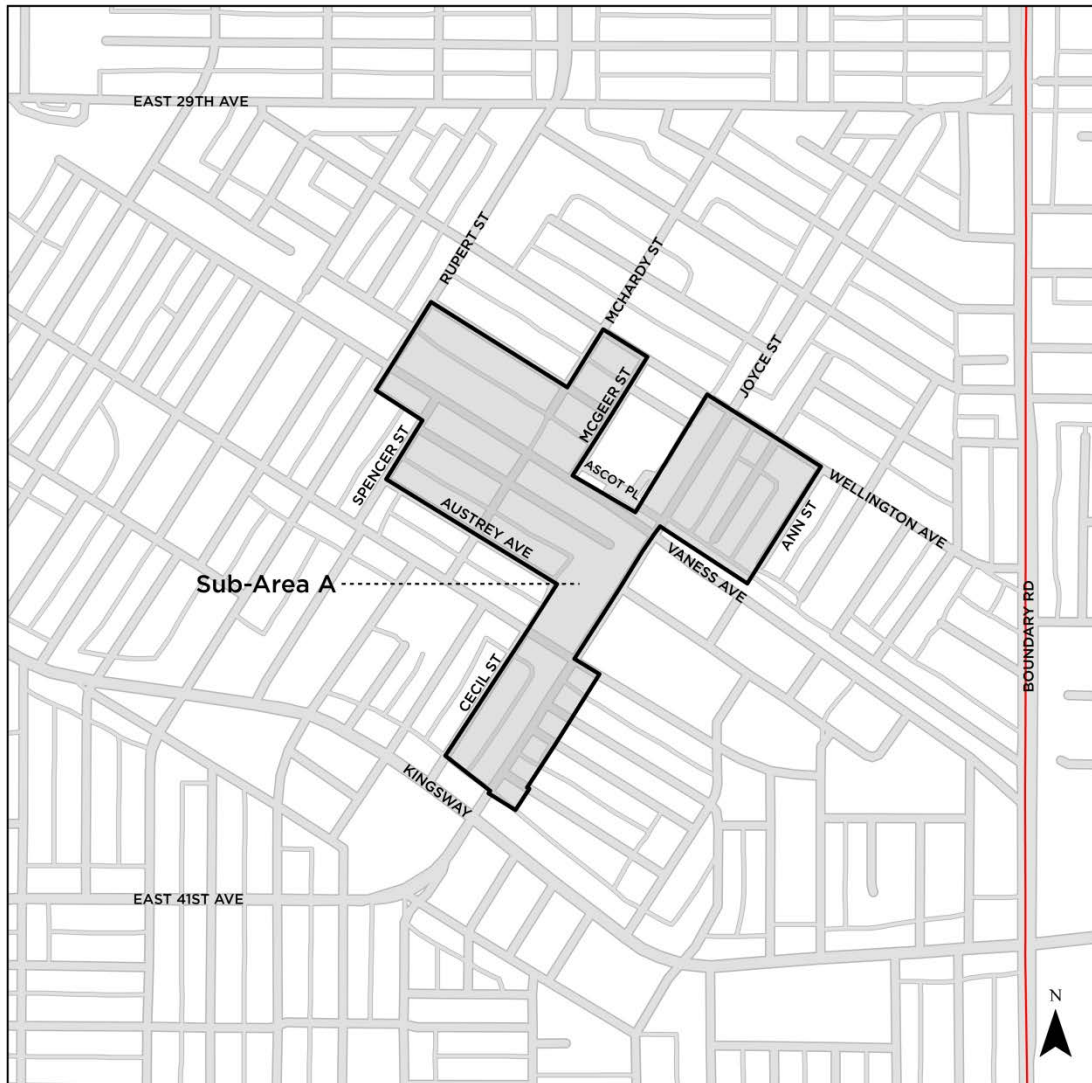 EAST 29TH AVE
RUPERT ST
MCHARDY ST
JOYCE ST
MCGEER ST
SPENCER ST
ASCOT PL
WELLINGTON AVE
ANN ST
AUSTREY AVE
VANESS AVE
Sub-Area A
BOUNDARY RD
CECIL ST
KINGSWAY
EAST 41ST AVE
N